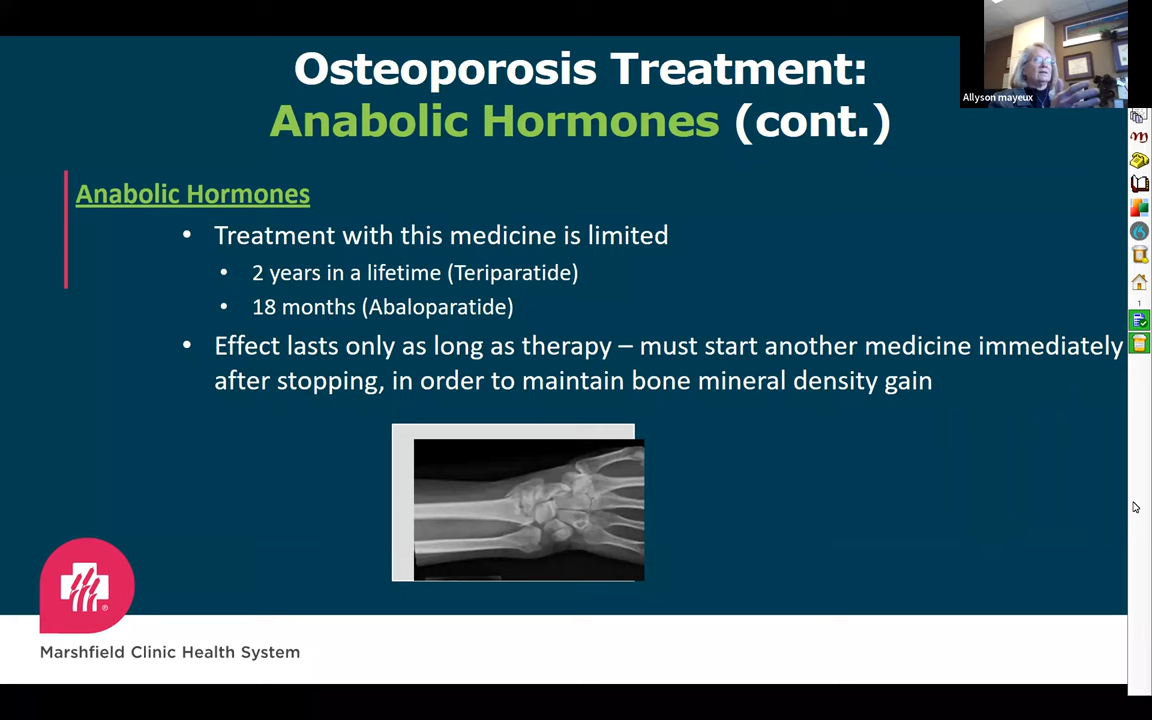 Osteoporosis Treatment:
Anabolic Hormones (cont.)
Allyson mayeux
Anabolic Hormones
• Treatment with this medicine is limited
• 2 years in a lifetime (Teriparatide)
• 18 months (Abaloparatide)
• Effect lasts only as long as therapy – must start another medicine immediately
after stopping, in order to maintain bone mineral density gain
m
1
®
Marshfield Clinic Health System